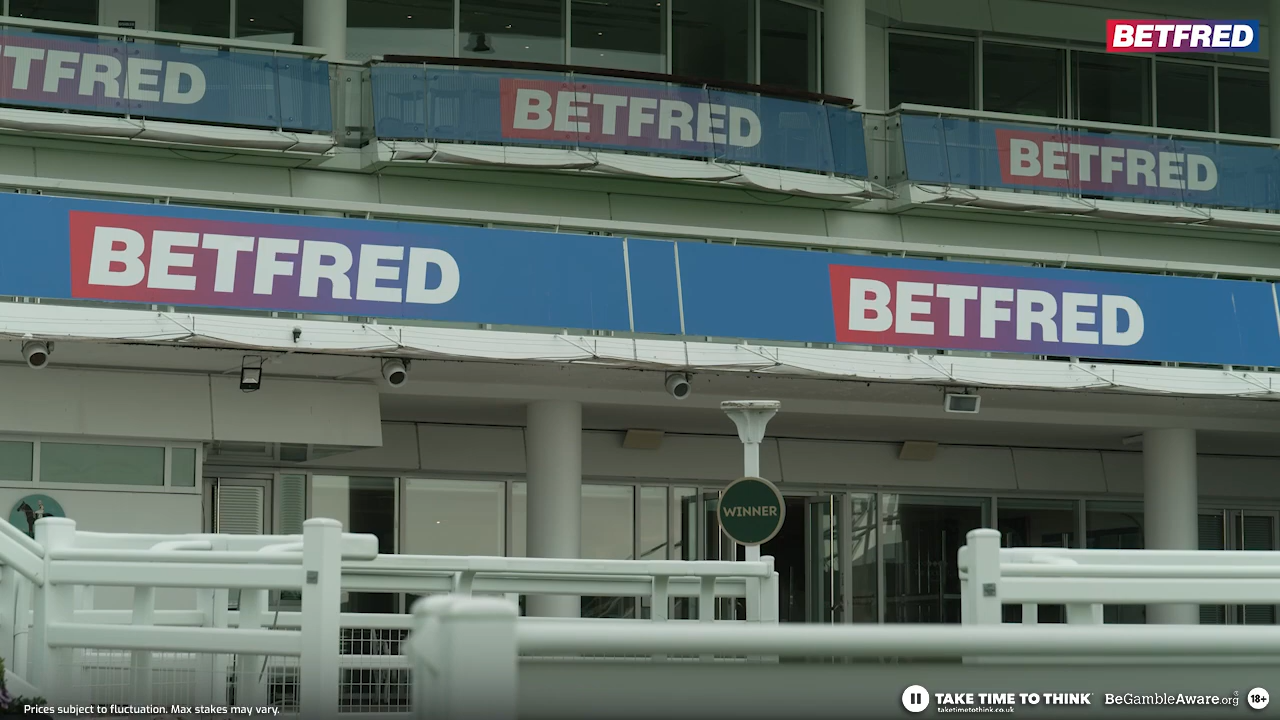 BETFRED
TFRED
BETFRED
BETFRED
BETFRED
BETFRED
WINNER
Prices subject to fluctuation. Max stakes may vary.
TAKE TIME TO THINK
taketimetothink.co.uk
BeGambleAware.org
18+